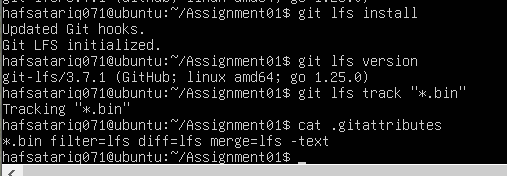 hafsatariq071@ubuntu:~/Assignment01$ git lfs install
Updated Git hooks.
Git LFS initialized.
hafsatariq071@ubuntu:~/Assignment01$ git lfs version
git-lfs/3.7.1 (GitHub; linux amd64; go 1.25.0)
hafsatariq071@ubuntu:~/Assignment01$ git lfs track "*.bin"
Tracking "*.bin"
hafsatariq071@ubuntu:~/Assignment01$ cat .gitattributes
*.bin filter=lfs diff=lfs merge=lfs -text
hafsatariq071@ubuntu:~/Assignment01$ _